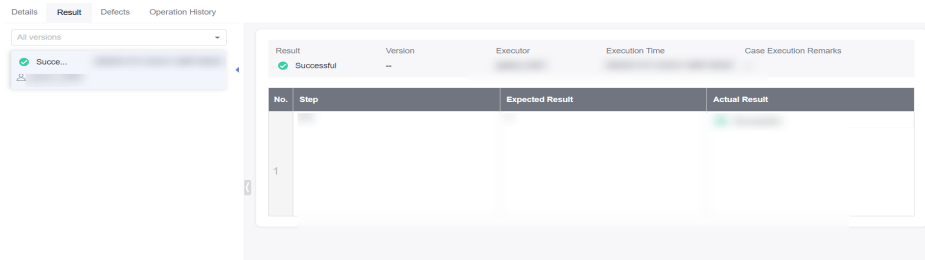 Details Result Defects Operation History
All versions
Succe...
Result Version Executor Execution Time Case Execution Remarks
Successful --
No. Step Expected Result Actual Result
1